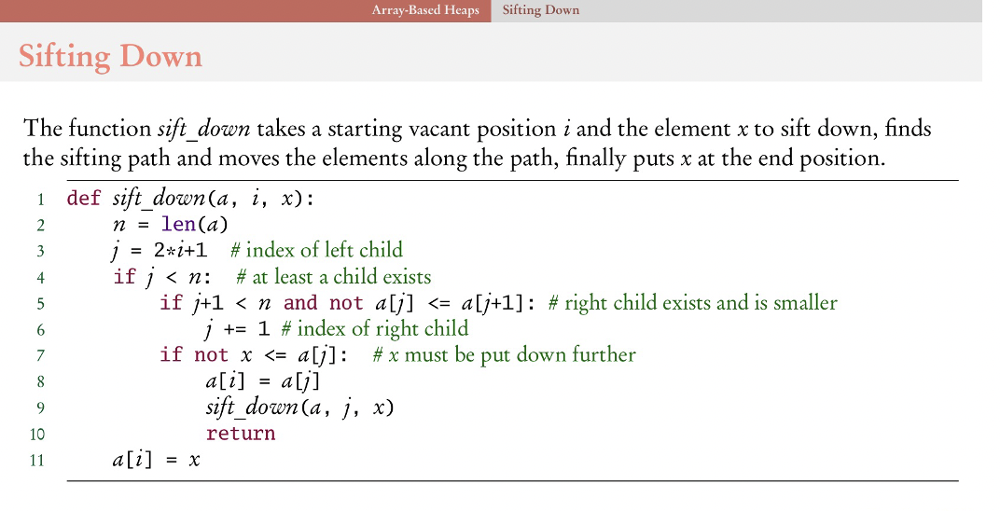 Array-Based Heaps Sifting Down
Sifting Down
The function sift_down takes a starting vacant position i and the element x to sift down, finds
the sifting path and moves the elements along the path, finally puts x at the end position.
1 def sift_down(a, i, x):
2     n = len(a)
3     j = 2*i+1  # index of left child
4     if j < n:  # at least a child exists
5         if j+1 < n and not a[j] <= a[j+1]: # right child exists and is smaller
6             j += 1 # index of right child
7         if not x <= a[j]:  # x must be put down further
8             a[i] = a[j]
9             sift_down(a, j, x)
10             return
11     a[i] = x